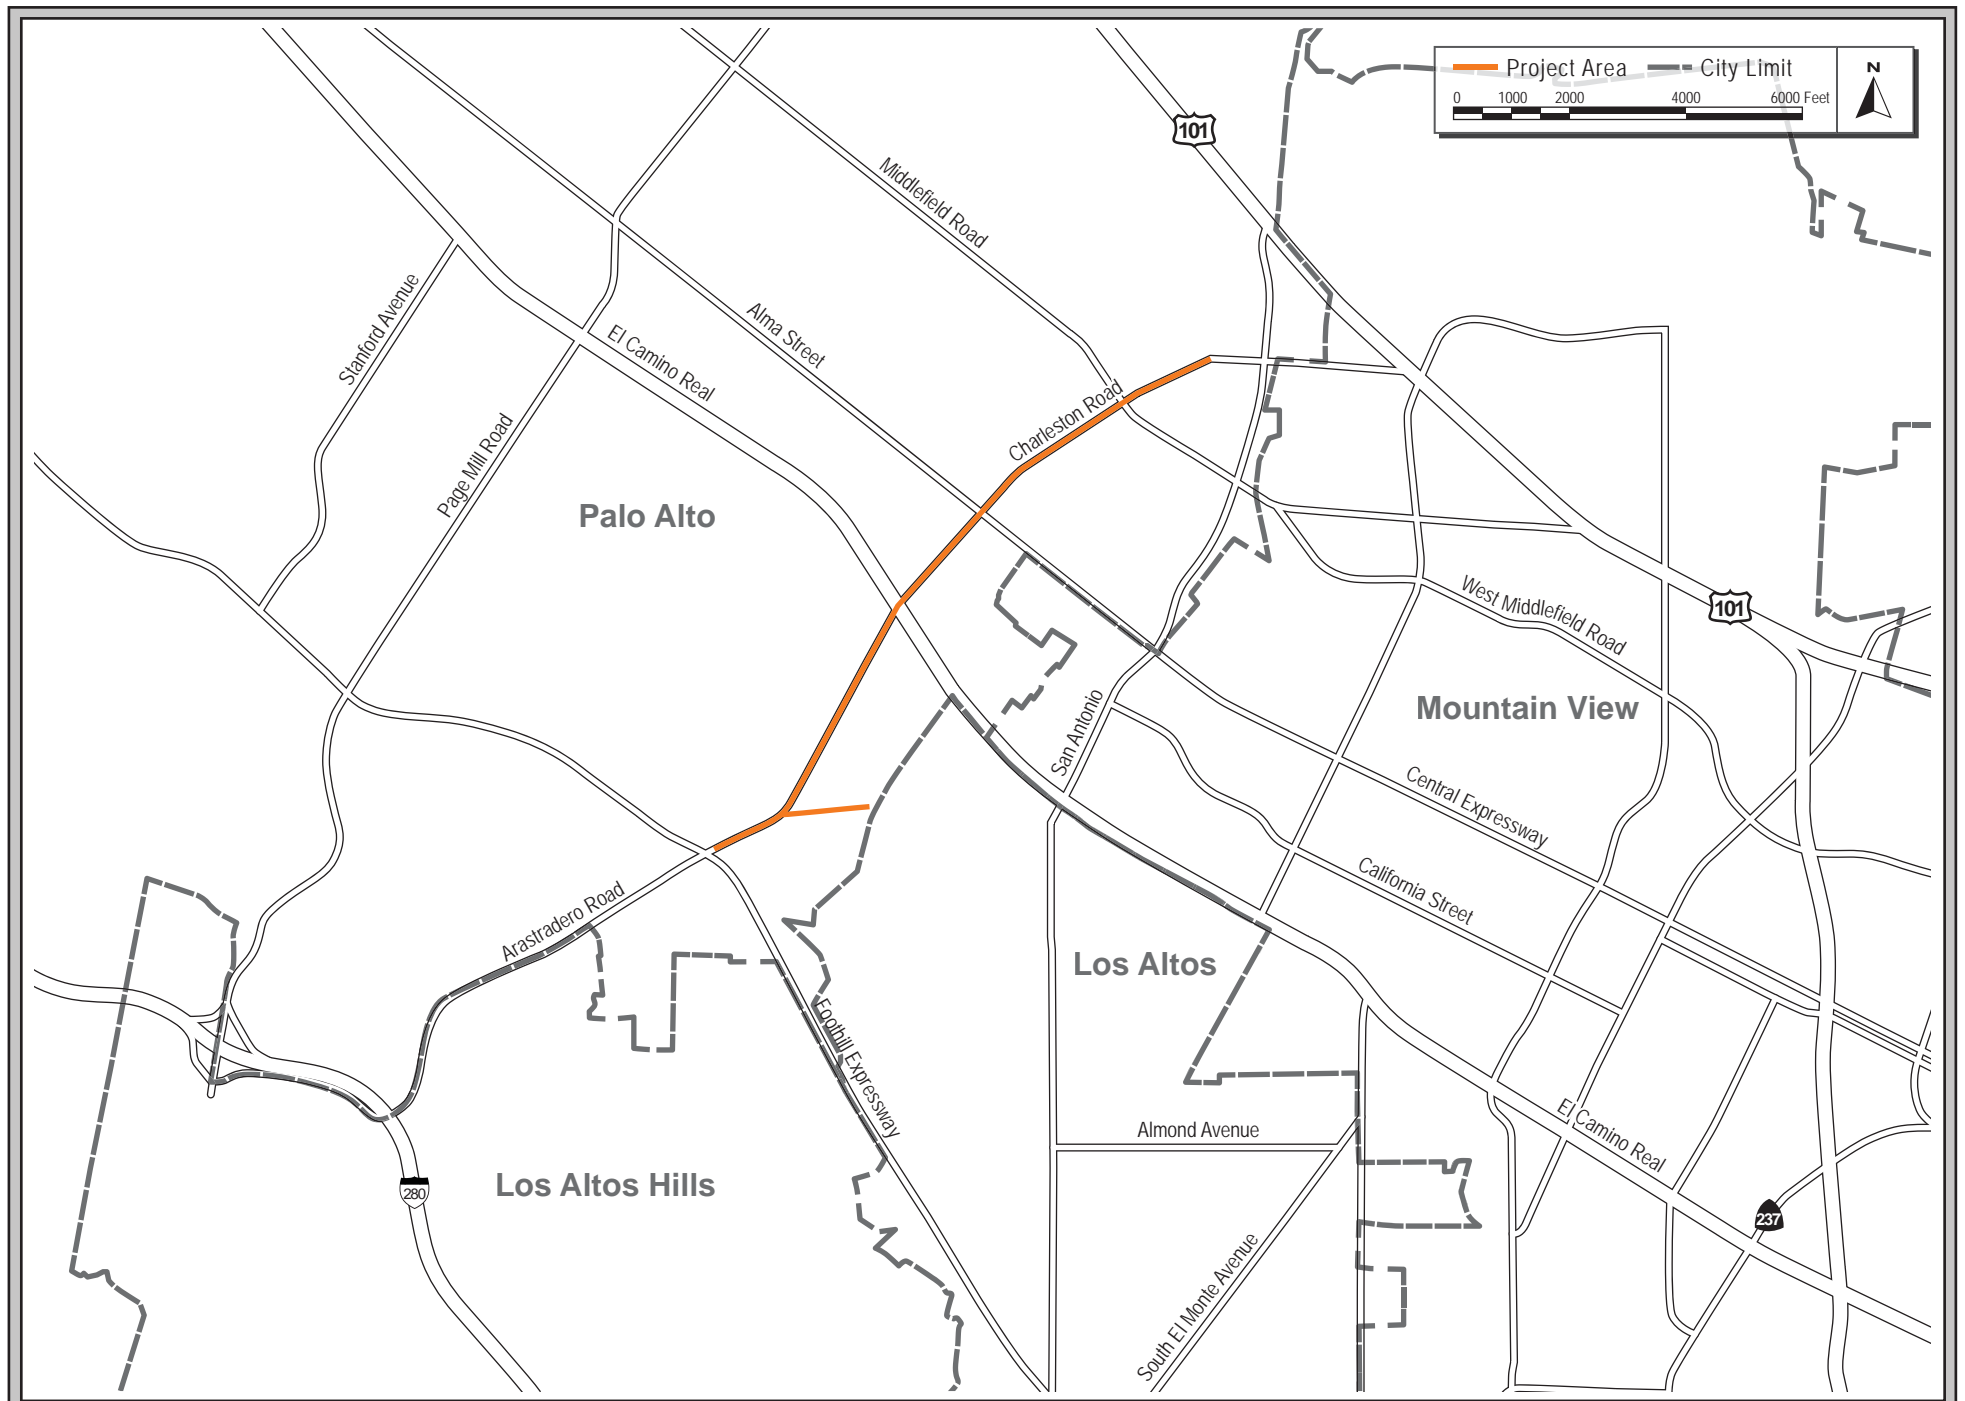 Project Area
City Limit
N
0 1000 2000 4000 6000 Feet
101
Middlefield Road
Stanford Avenue
Alma Street
El Camino Real
Charleston Road
Page Mill Road
Palo Alto
West Middlefield Road
101
San Antonio
Mountain View
Central Expressway
California Street
Arastradero Road
Los Altos
Foothill Expressway
Almond Avenue
El Camino Real
Los Altos Hills
280
237
South El Monte Avenue